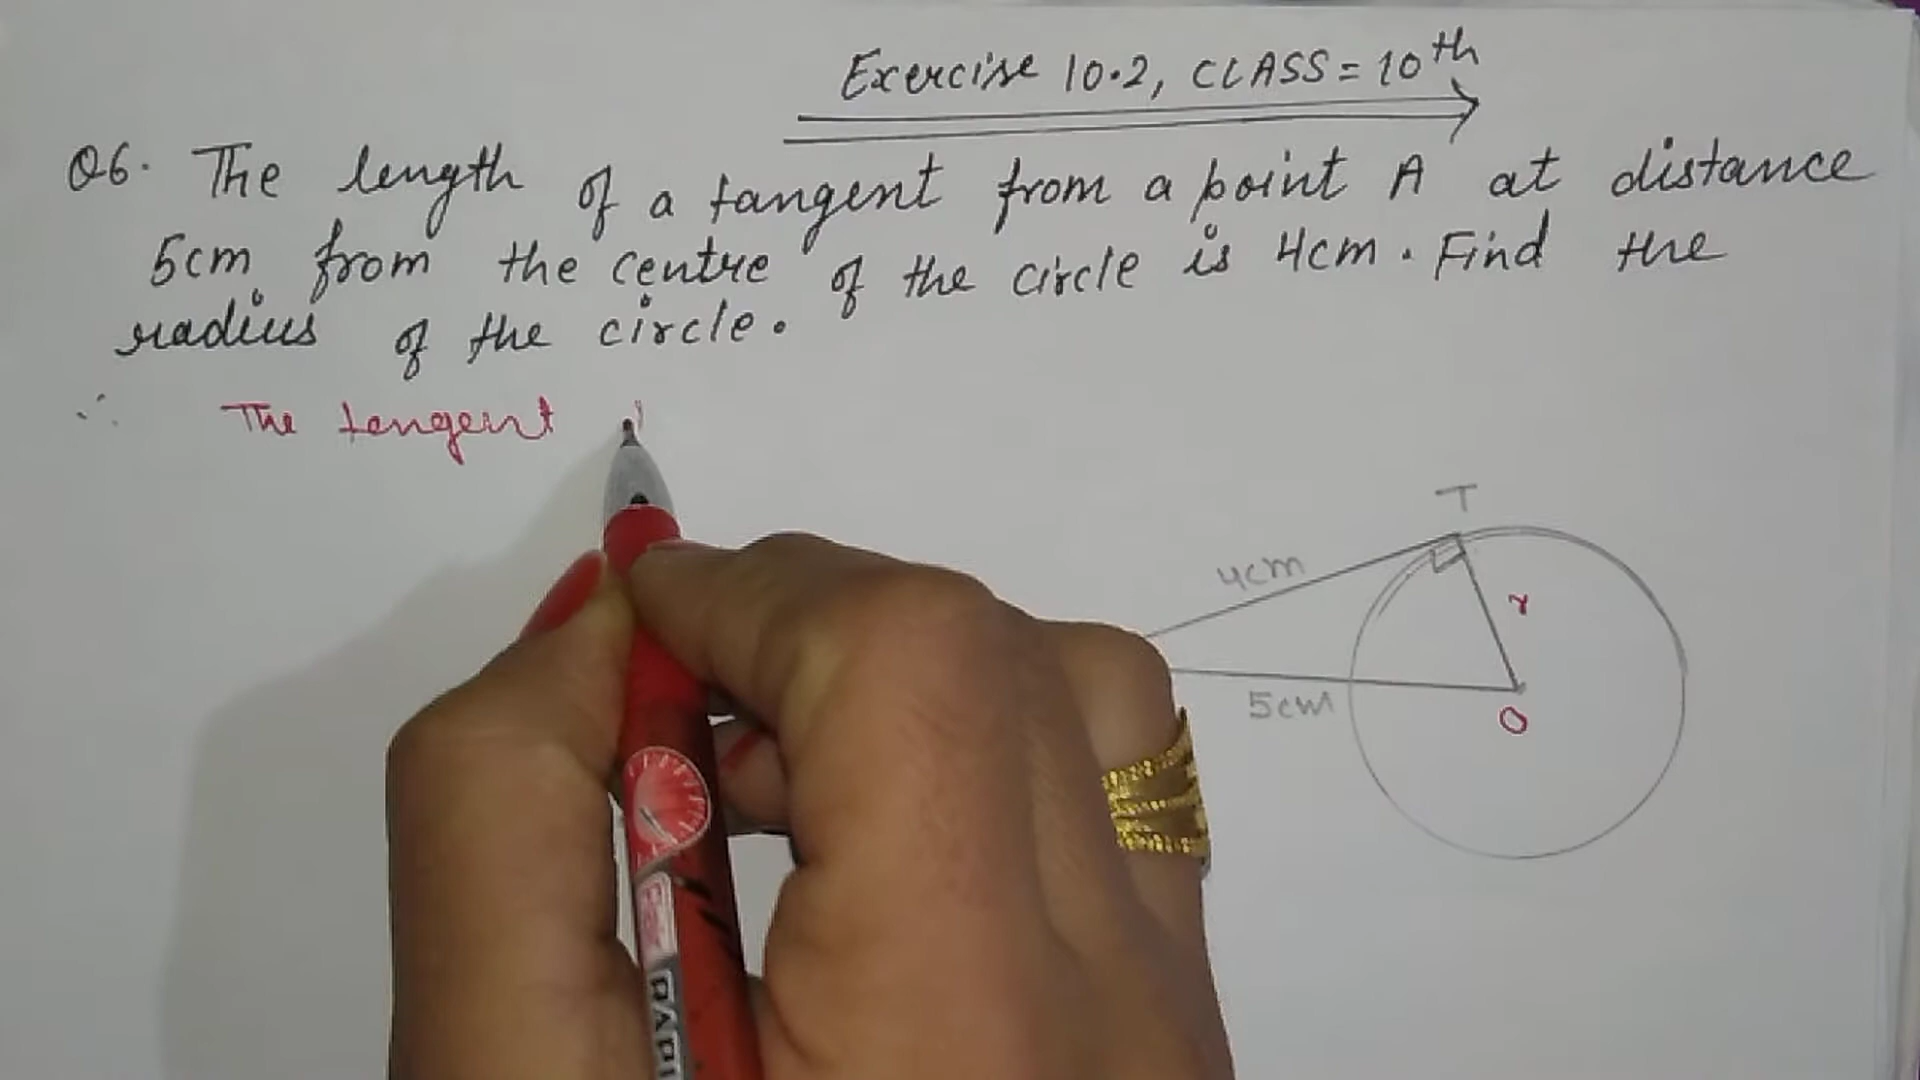 Exercise 10.2, CLASS = 10th
Q6. The length of a tangent from a point A at distance
5cm from the centre of the circle is 4cm. Find the
radius of the circle.
∵ The tangent
T
4cm
r
5cm
O